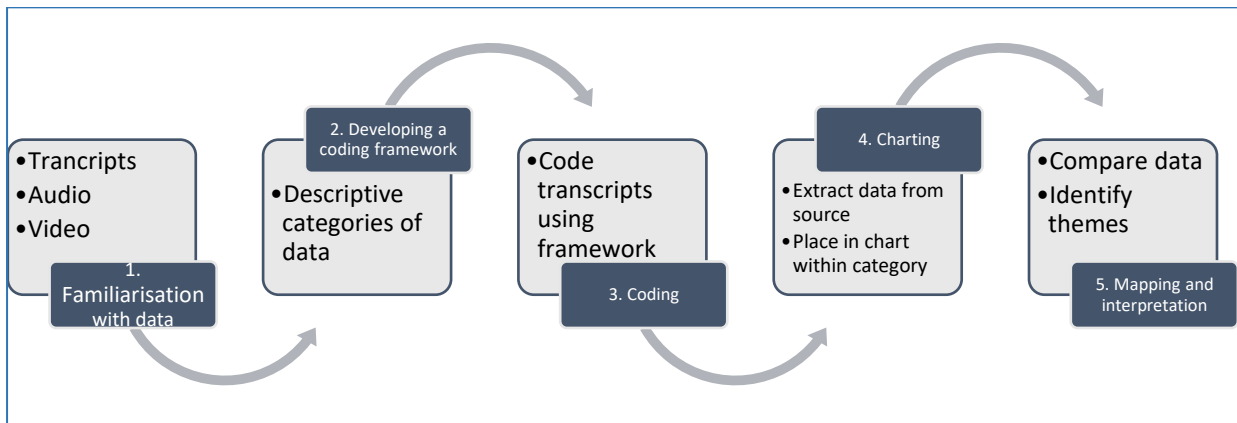 •Trancripts
•Audio
•Video
1.
Familiarisation
with data
2. Developing a
coding framework
•Descriptive
categories of
data
•Code
transcripts
using
framework
3. Coding
4. Charting
•Extract data from
source
•Place in chart
within category
•Compare data
•Identify
themes
5. Mapping and
interpretation